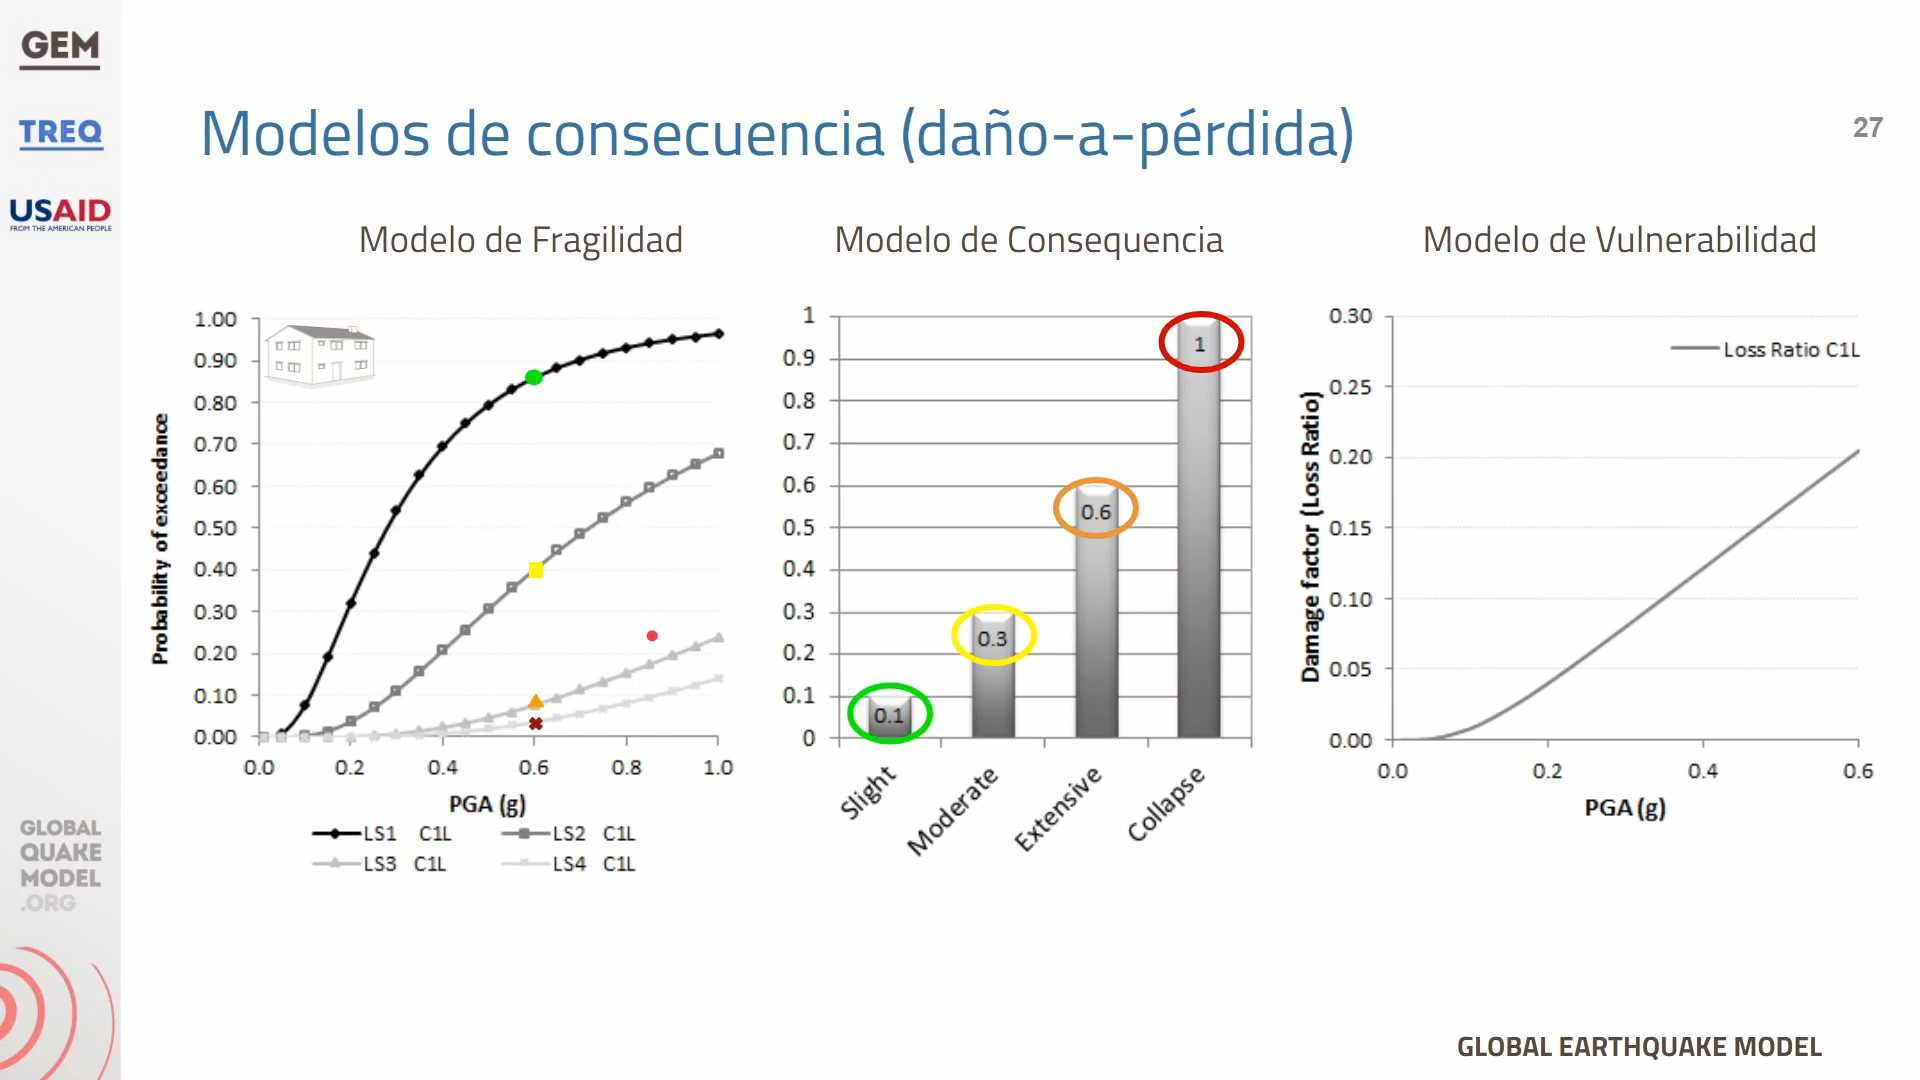 GEM
TREQ
USAID
FROM THE AMERICAN PEOPLE
GLOBAL
QUAKE
MODEL
.ORG
Modelos de consecuencia (daño-a-pérdida)
27
Modelo de Fragilidad
Probability of exceedance
1.00
0.90
0.80
0.70
0.60
0.50
0.40
0.30
0.20
0.10
0.00
0.0 0.2 0.4 0.6 0.8 1.0
PGA (g)
LS1 C1L LS2 C1L
LS3 C1L LS4 C1L
Modelo de Consequencia
1
0.9
0.8
0.7
0.6
0.5
0.4
0.3
0.2
0.1
0
0.1
0.3
0.6
1
Slight
Moderate
Extensive
Collapse
Modelo de Vulnerabilidad
Damage factor (Loss Ratio)
0.30
0.25
0.20
0.15
0.10
0.05
0.00
Loss Ratio C1L
0.0 0.2 0.4 0.6
PGA (g)
GLOBAL EARTHQUAKE MODEL